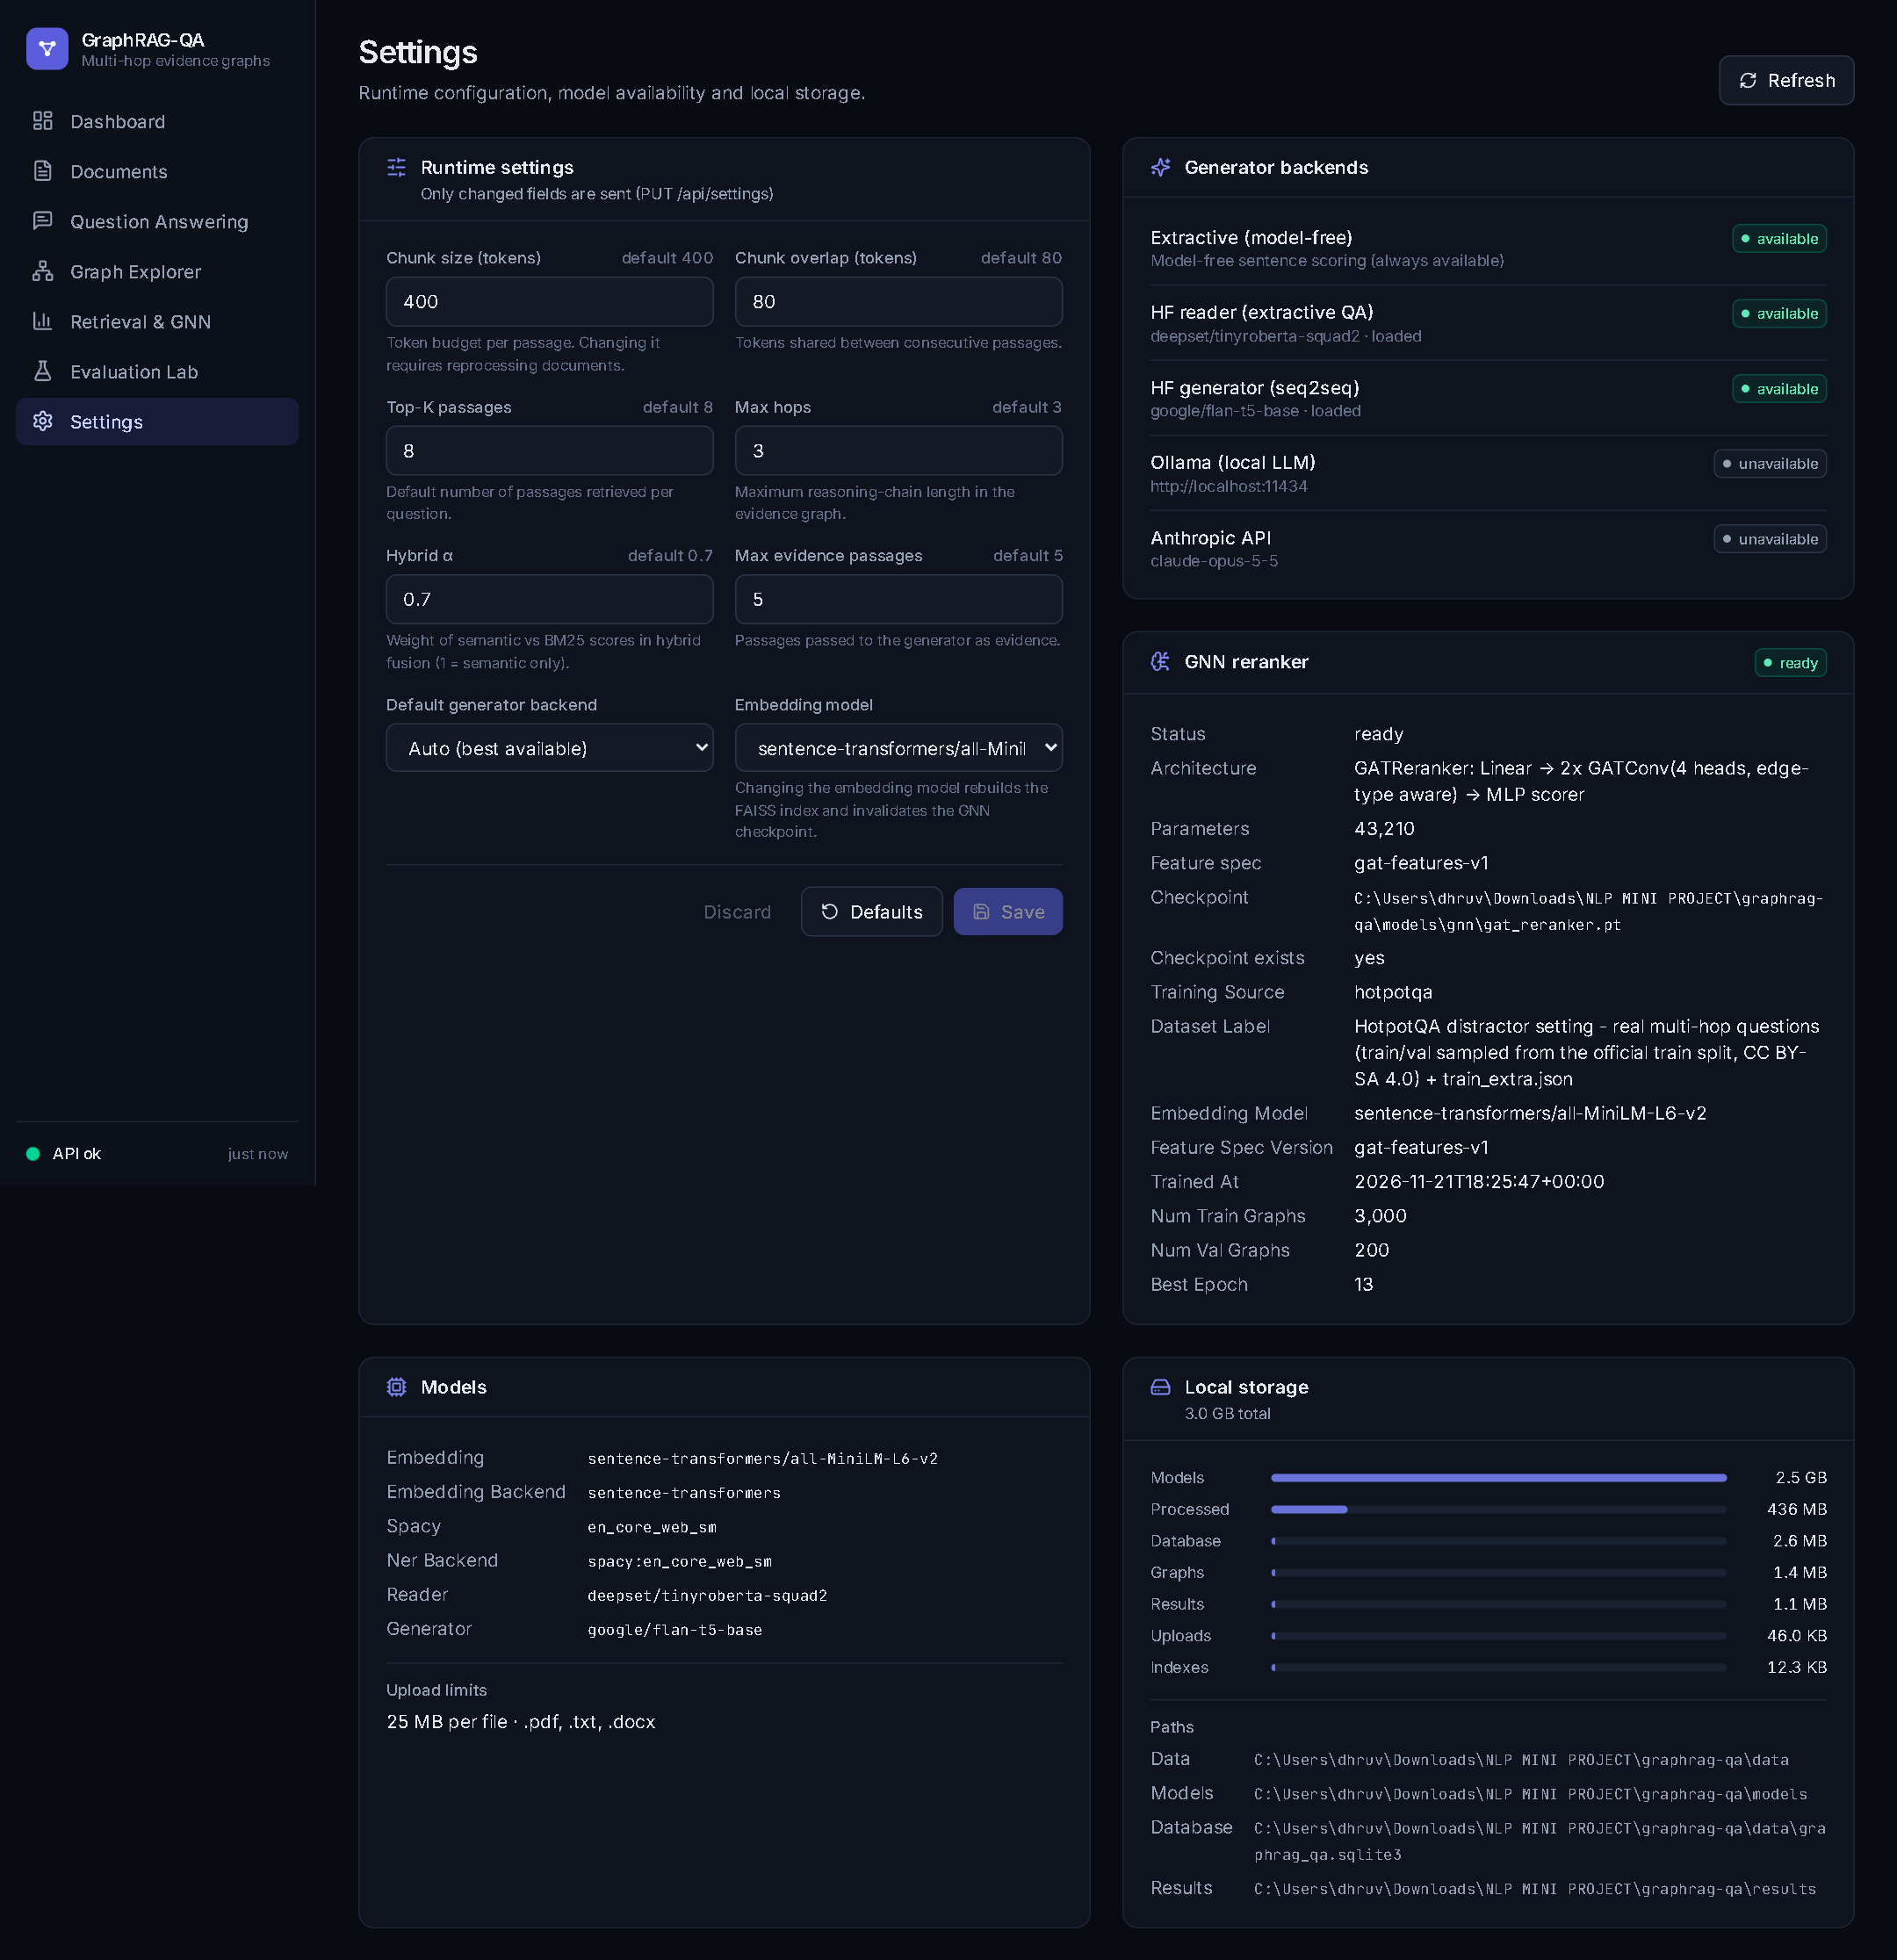 GraphRAG-QA
Multi-hop evidence graphs
Dashboard
Documents
Question Answering
Graph Explorer
Retrieval & GNN
Evaluation Lab
Settings
API ok
just now
Settings
Runtime configuration, model availability and local storage.
Refresh
Runtime settings
Only changed fields are sent (PUT /api/settings)
Chunk size (tokens)
default 400
400
Token budget per passage. Changing it
requires reprocessing documents.
Chunk overlap (tokens)
default 80
80
Tokens shared between consecutive passages.
Top-K passages
default 8
8
Default number of passages retrieved per
question.
Max hops
default 3
3
Maximum reasoning-chain length in the
evidence graph.
Hybrid α
default 0.7
0.7
Weight of semantic vs BM25 scores in hybrid
fusion (1 = semantic only).
Max evidence passages
default 5
5
Passages passed to the generator as evidence.
Default generator backend
Auto (best available)
Embedding model
sentence-transformers/all-Minil
Changing the embedding model rebuilds the
FAISS index and invalidates the GNN
checkpoint.
Discard
Defaults
Save
Generator backends
Extractive (model-free)
available
Model-free sentence scoring (always available)
HF reader (extractive QA)
available
deepset/tinyroberta-squad2 · loaded
HF generator (seq2seq)
available
google/flan-t5-base · loaded
Ollama (local LLM)
unavailable
http://localhost:11434
Anthropic API
unavailable
claude-opus-5-5
GNN reranker
ready
Status ready
Architecture GATReranker: Linear → 2x GATConv(4 heads, edge-
type aware) → MLP scorer
Parameters 43,210
Feature spec gat-features-v1
Checkpoint C:\Users\dhruv\Downloads\NLP MINI PROJECT\graphrag-
qa\models\gnn\gat_reranker.pt
Checkpoint exists yes
Training Source hotpotqa
Dataset Label HotpotQA distractor setting - real multi-hop questions
(train/val sampled from the official train split, CC BY-
SA 4.0) + train_extra.json
Embedding Model sentence-transformers/all-MiniLM-L6-v2
Feature Spec Version gat-features-v1
Trained At 2026-11-21T18:25:47+00:00
Num Train Graphs 3,000
Num Val Graphs 200
Best Epoch 13
Models
Embedding sentence-transformers/all-MiniLM-L6-v2
Embedding Backend sentence-transformers
Spacy en_core_web_sm
Ner Backend spacy:en_core_web_sm
Reader deepset/tinyroberta-squad2
Generator google/flan-t5-base
Upload limits
25 MB per file · .pdf, .txt, .docx
Local storage
3.0 GB total
Models 2.5 GB
Processed 436 MB
Database 2.6 MB
Graphs 1.4 MB
Results 1.1 MB
Uploads 46.0 KB
Indexes 12.3 KB
Paths
Data C:\Users\dhruv\Downloads\NLP MINI PROJECT\graphrag-qa\data
Models C:\Users\dhruv\Downloads\NLP MINI PROJECT\graphrag-qa\models
Database C:\Users\dhruv\Downloads\NLP MINI PROJECT\graphrag-qa\data\gra
phrag_qa.sqlite3
Results C:\Users\dhruv\Downloads\NLP MINI PROJECT\graphrag-qa\results